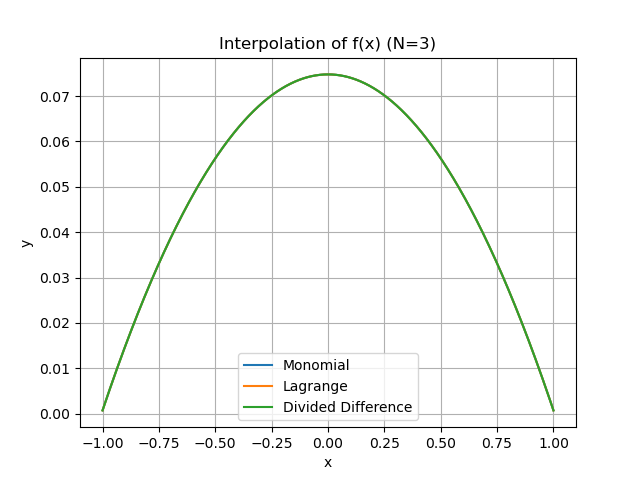 Interpolation of f(x) (N=3)
0.07
0.06
0.05
0.04
0.03
0.02
0.01
0.00
y
Monomial
Lagrange
Divided Difference
−1.00 −0.75 −0.50 −0.25 0.00 0.25 0.50 0.75 1.00
x